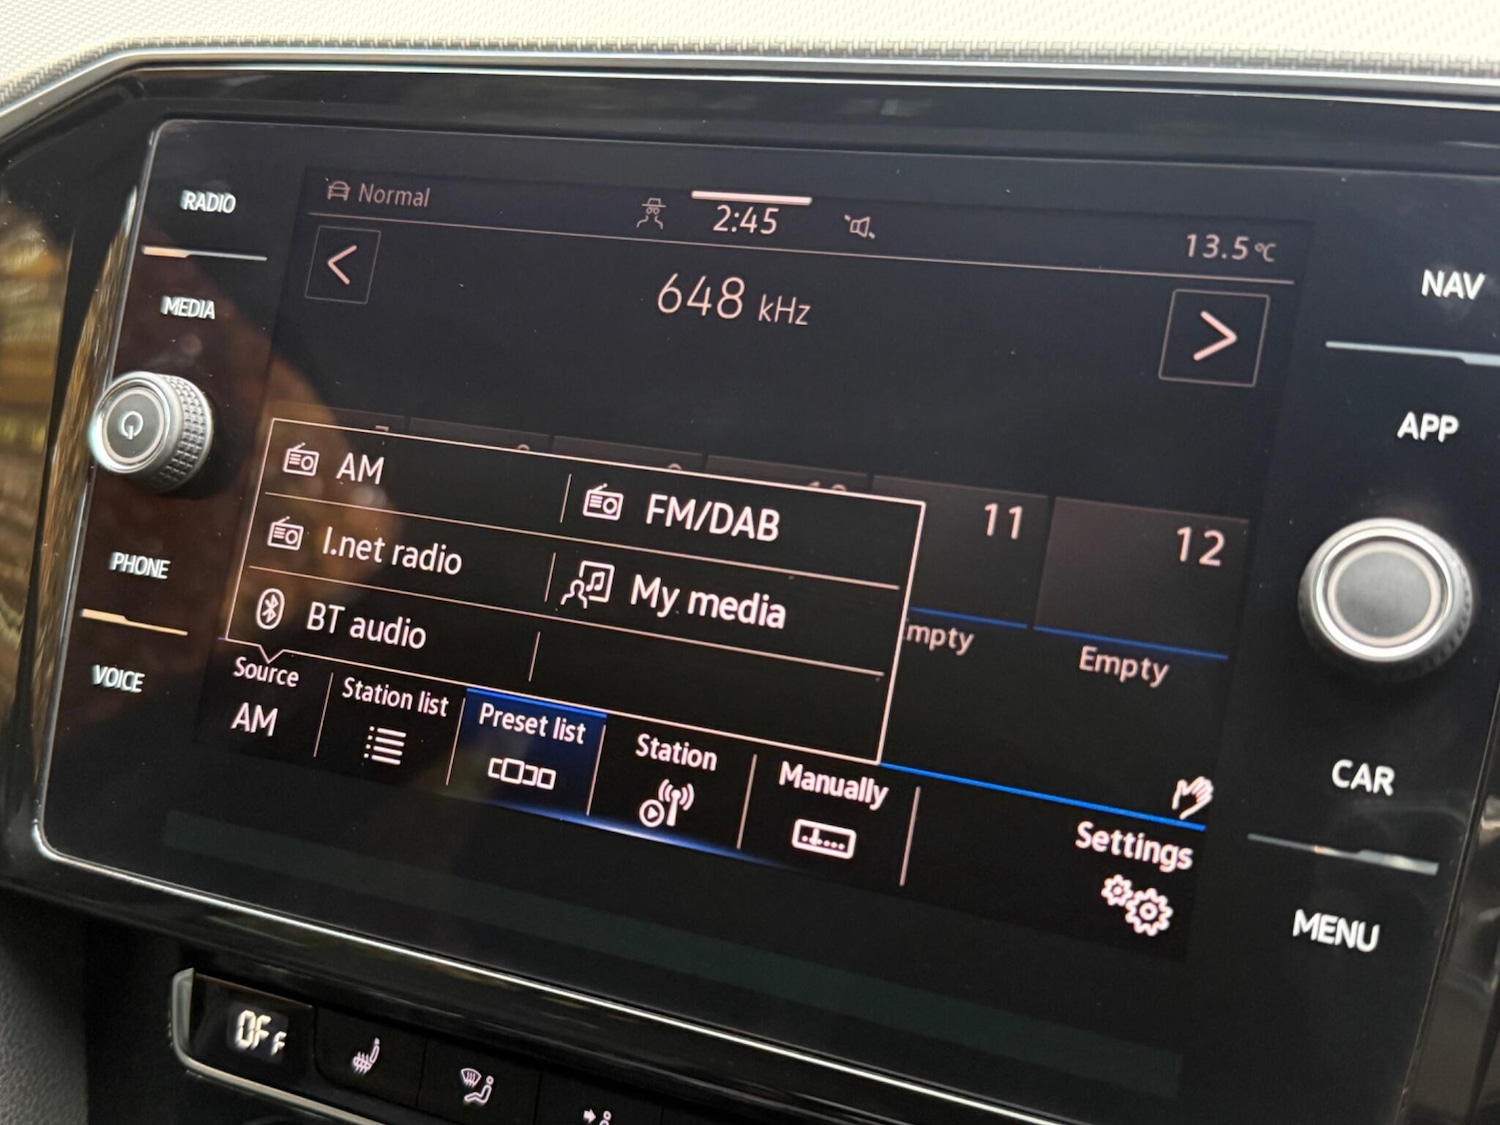 RADIO
MEDIA
PHONE
VOICE
Normal
2:45
13.5°C
648 kHz
11
12
AM
FM/DAB
I.net radio
My media
BT audio
Empty
Source
AM
Station list
Preset list
Station
Manually
Settings
NAV
APP
CAR
MENU
OFF